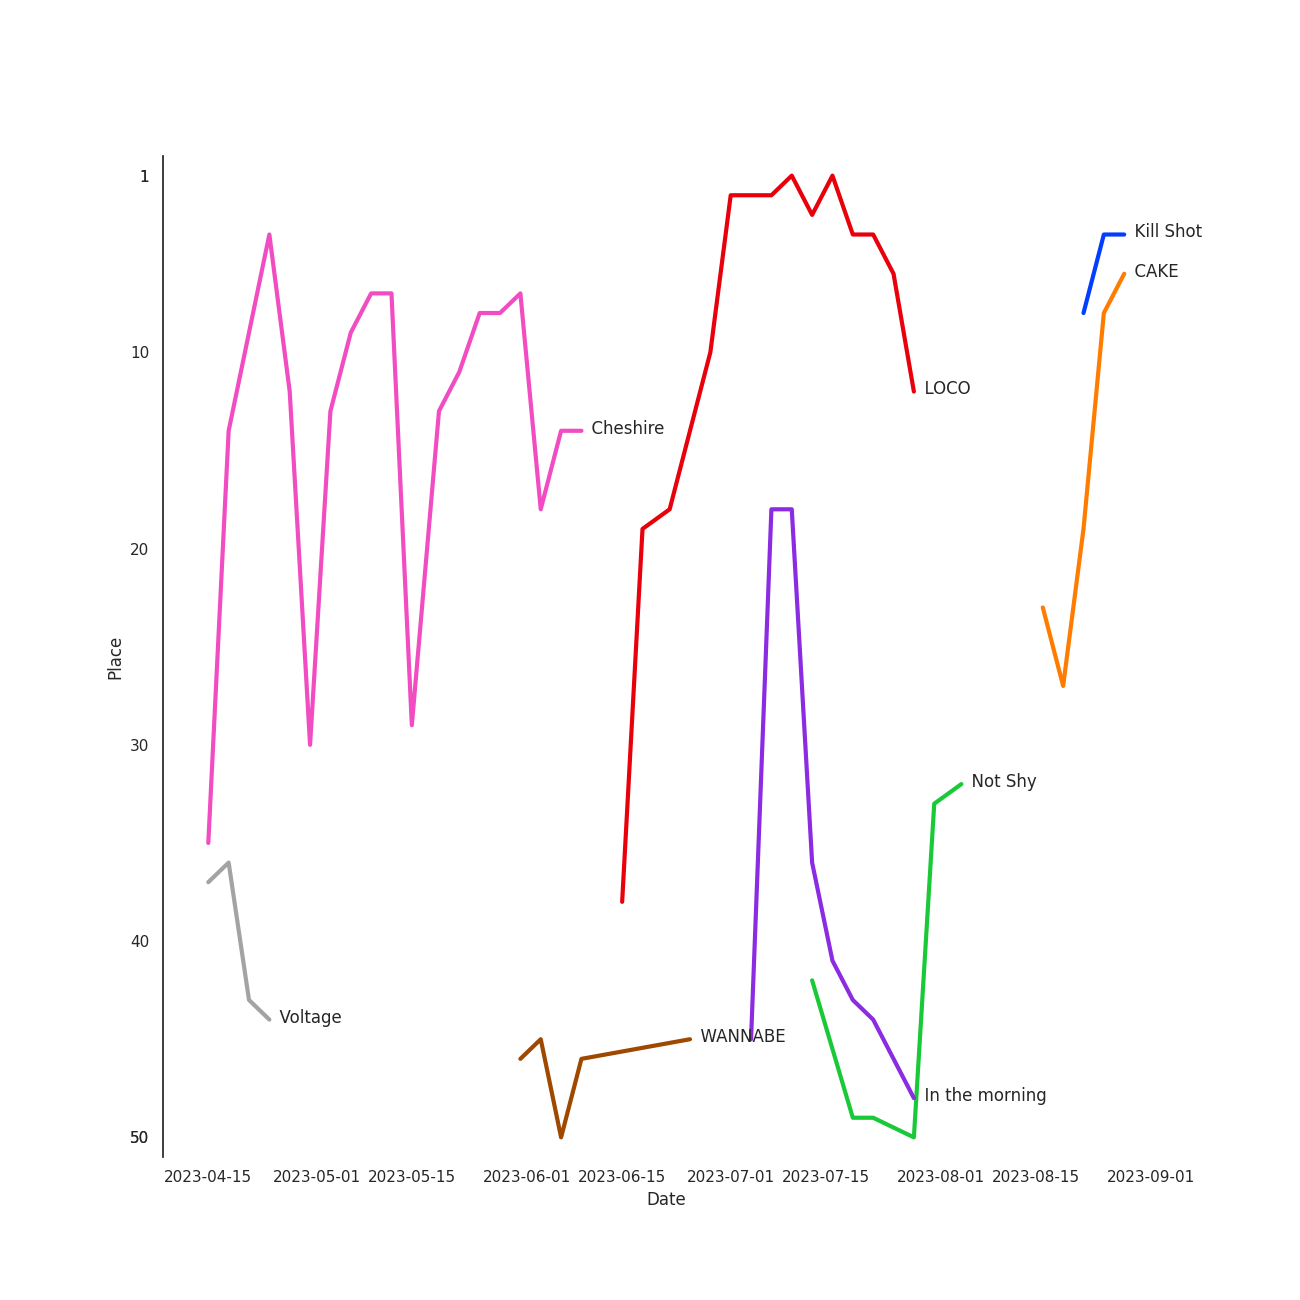 1
Kill Shot
CAKE
10
LOCO
Cheshire
20
Place
30
Not Shy
40
Voltage
WANNABE
In the morning
50
2023-04-15 2023-05-01 2023-05-15 2023-06-01 2023-06-15 2023-07-01 2023-07-15 2023-08-01 2023-08-15 2023-09-01
Date